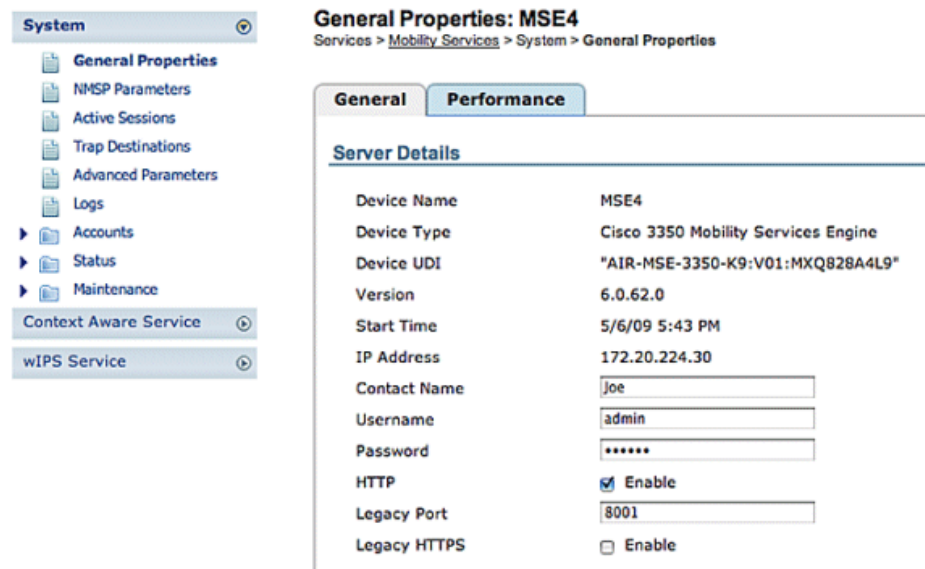 System
General Properties
NMSP Parameters
Active Sessions
Trap Destinations
Advanced Parameters
Logs
Accounts
Status
Maintenance
Context Aware Service
wIPS Service
General Properties: MSE4
Services > Mobility Services > System > General Properties
General Performance
Server Details
Device Name MSE4
Device Type Cisco 3350 Mobility Services Engine
Device UDI "AIR-MSE-3350-K9:V01:MXQ828A4L9"
Version 6.0.62.0
Start Time 5/6/09 5:43 PM
IP Address 172.20.224.30
Contact Name Joe
Username admin
Password ••••••
HTTP Enable
Legacy Port 8001
Legacy HTTPS Enable